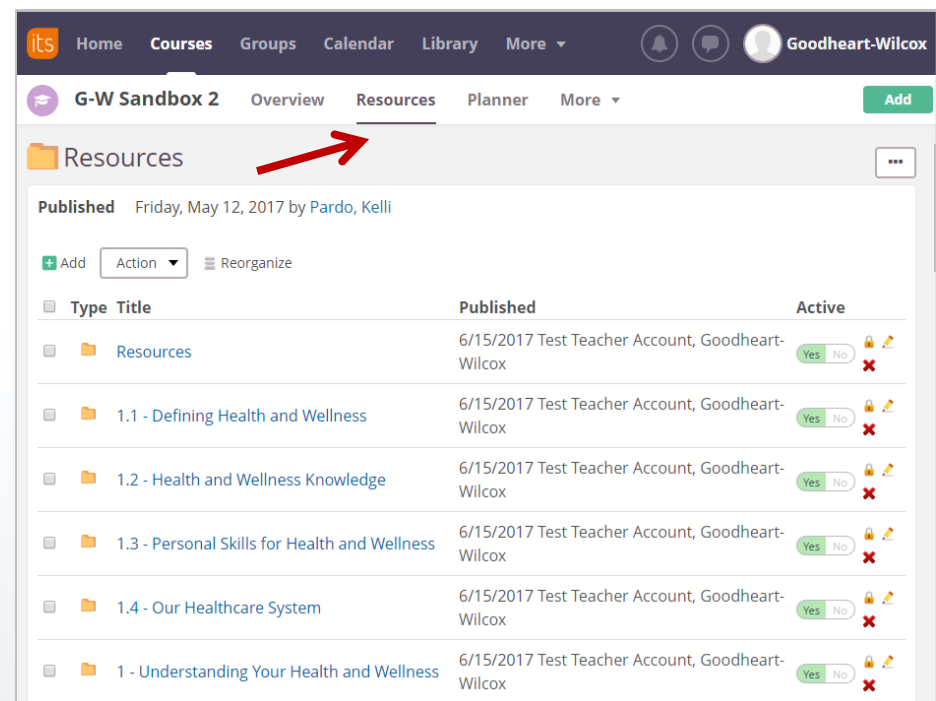 its Home Courses Groups Calendar Library More Goodheart-Wilcox
G-W Sandbox 2 Overview Resources Planner More Add
Resources
Published Friday, May 12, 2017 by Pardo, Kelli
Add Action Reorganize
Type Title Published Active
Resources 6/15/2017 Test Teacher Account, Goodheart-
Wilcox Yes No
1.1 - Defining Health and Wellness 6/15/2017 Test Teacher Account, Goodheart-
Wilcox Yes No
1.2 - Health and Wellness Knowledge 6/15/2017 Test Teacher Account, Goodheart-
Wilcox Yes No
1.3 - Personal Skills for Health and Wellness 6/15/2017 Test Teacher Account, Goodheart-
Wilcox Yes No
1.4 - Our Healthcare System 6/15/2017 Test Teacher Account, Goodheart-
Wilcox Yes No
1 - Understanding Your Health and Wellness 6/15/2017 Test Teacher Account, Goodheart-
Wilcox Yes No